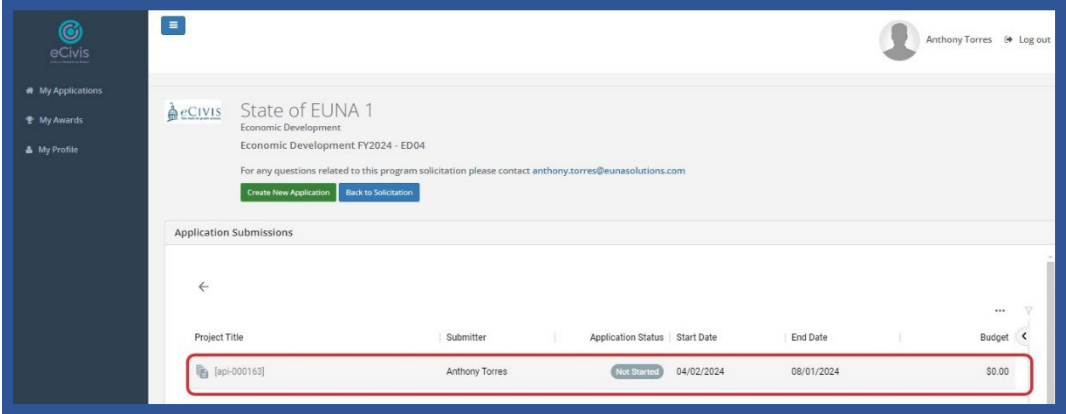 eCivis
Anthony Torres Log out
My Applications
My Awards
My Profile
eCIVIS
State of EUNA 1
Economic Development
Economic Development FY2024 - ED04
For any questions related to this program solicitation please contact anthony.torres@eunasolutions.com
Create New Application Back to Solicitation
Application Submissions
Project Title Submitter Application Status Start Date End Date Budget
[api-000163] Anthony Torres Not Started 04/02/2024 08/01/2024 $0.00